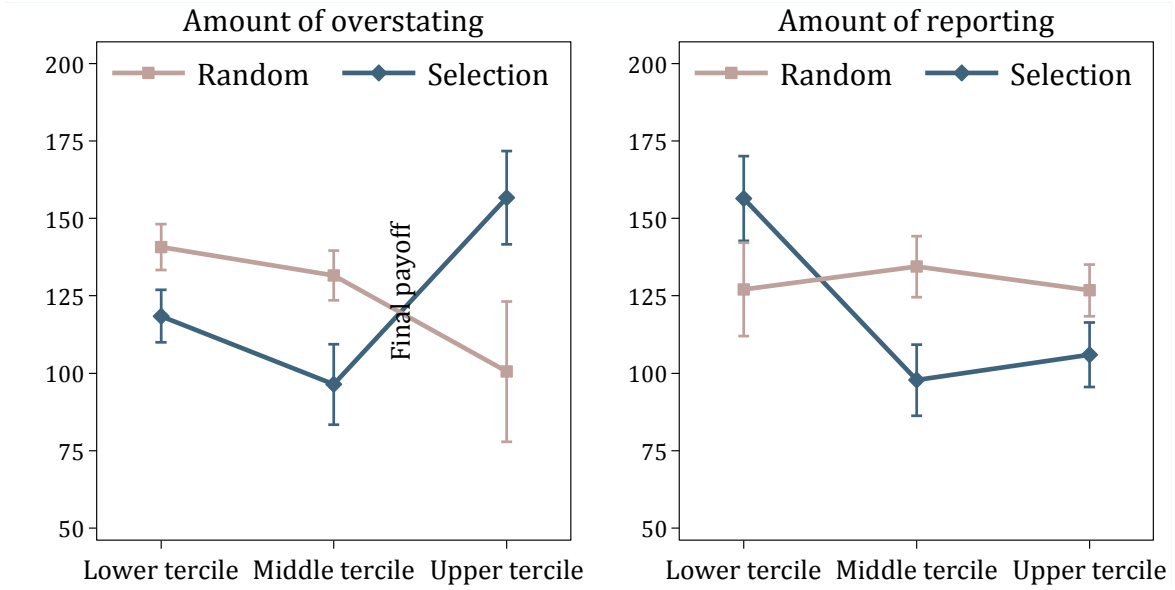 Amount of overstating
200
175
150
125
100
75
50
Random
Selection
Final payoff
Lower tercile
Middle tercile
Upper tercile
Amount of reporting
200
175
150
125
100
75
50
Random
Selection
Lower tercile
Middle tercile
Upper tercile